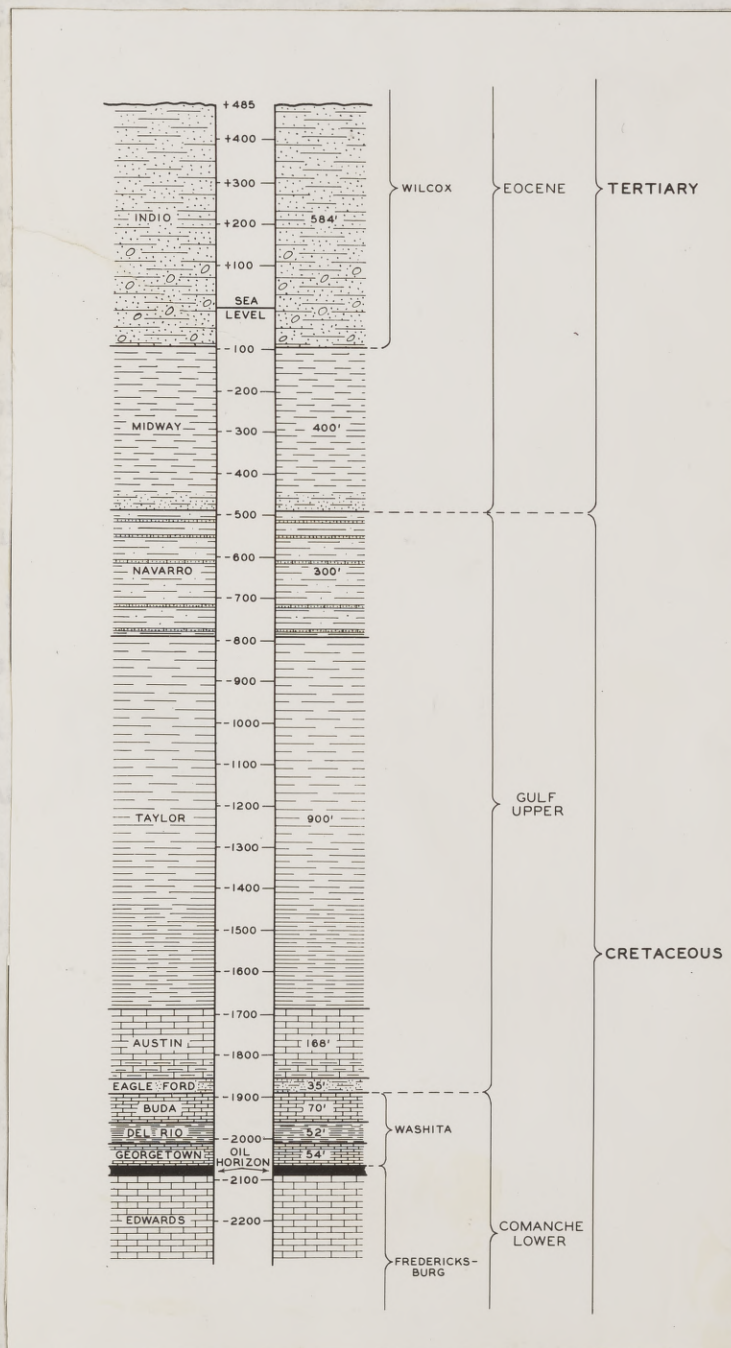 +485
+400
+300
INDIO
584'
+200
+100
SEA
LEVEL
-100
-200
MIDWAY
400'
-300
-400
-500
-600
NAVARRO
300'
-700
-800
-900
-1000
-1100
-1200
TAYLOR
900'
-1300
-1400
-1500
-1600
-1700
AUSTIN
168'
-1800
EAGLE FORD
35'
-1900
BUDA
70'
DEL RIO
52'
-2000
GEORGETOWN
54'
OIL
HORIZON
-2100
EDWARDS
-2200
WILCOX
EOCENE
TERTIARY
GULF
UPPER
CRETACEOUS
WASHITA
COMANCHE
LOWER
FREDERICKS-
BURG